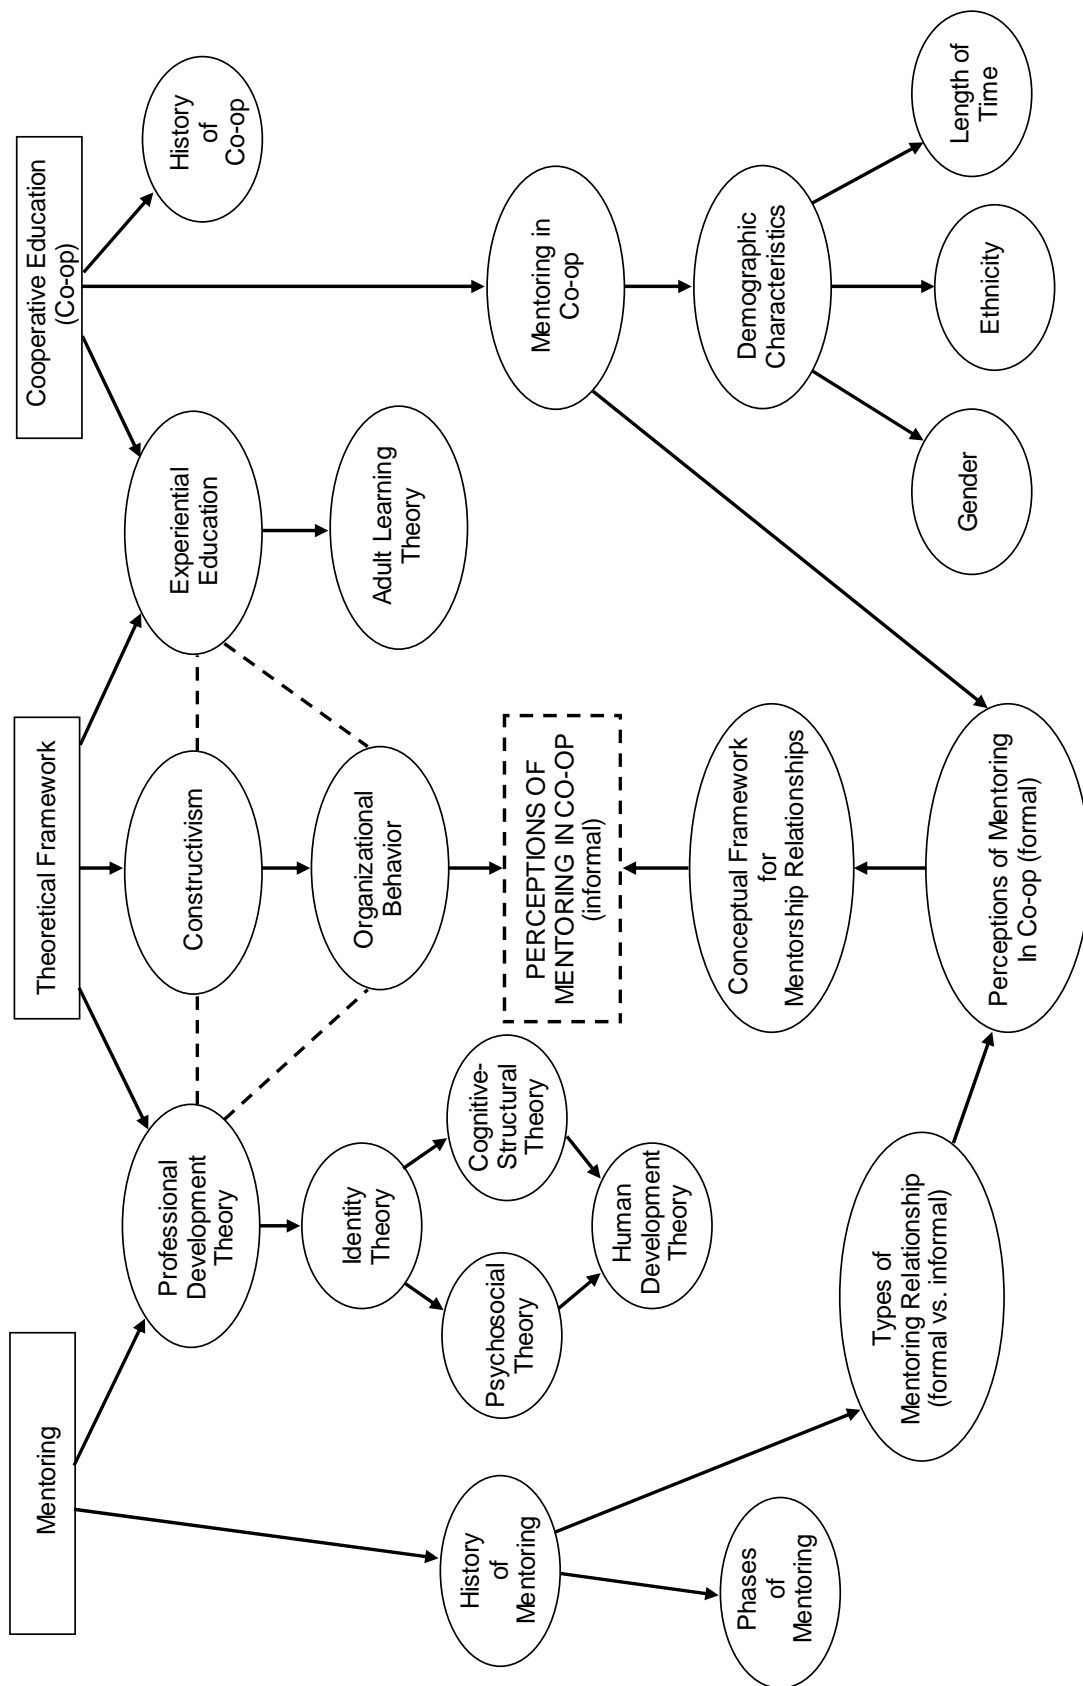 Mentoring
Theoretical Framework
Cooperative Education
(Co-op)
Professional
Development
Theory
Constructivism
Experiential
Education
History
of
Co-op
Identity
Theory
Organizational
Behavior
Adult Learning
Theory
History
of
Mentoring
Psychosocial
Theory
Cognitive-
Structural
Theory
PERCEPTIONS OF
MENTORING IN CO-OP
(informal)
Mentoring in
Co-op
Human
Development
Theory
Phases
of
Mentoring
Conceptual Framework
for
Mentorship Relationships
Demographic
Characteristics
Types of
Mentoring Relationship
(formal vs. informal)
Perceptions of Mentoring
In Co-op (formal)
Gender
Ethnicity
Length of
Time